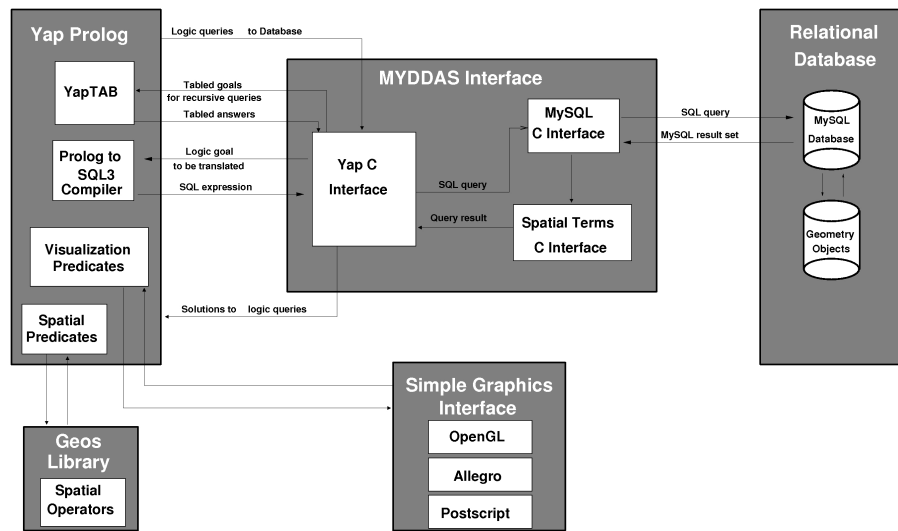 Yap Prolog
YapTAB
Prolog to
SQL3
Compiler
Visualization
Predicates
Spatial
Predicates
Geos
Library
Spatial
Operators
Logic queries to Database
Tabled goals
for recursive queries
Tabled answers
Logic goal
to be translated
SQL expression
Solutions to logic queries
MYDDAS Interface
Yap C
Interface
SQL query
Query result
MySQL
C Interface
Spatial Terms
C Interface
SQL query
MySQL result set
Relational
Database
MySQL
Database
Geometry
Objects
Simple Graphics
Interface
OpenGL
Allegro
Postscript